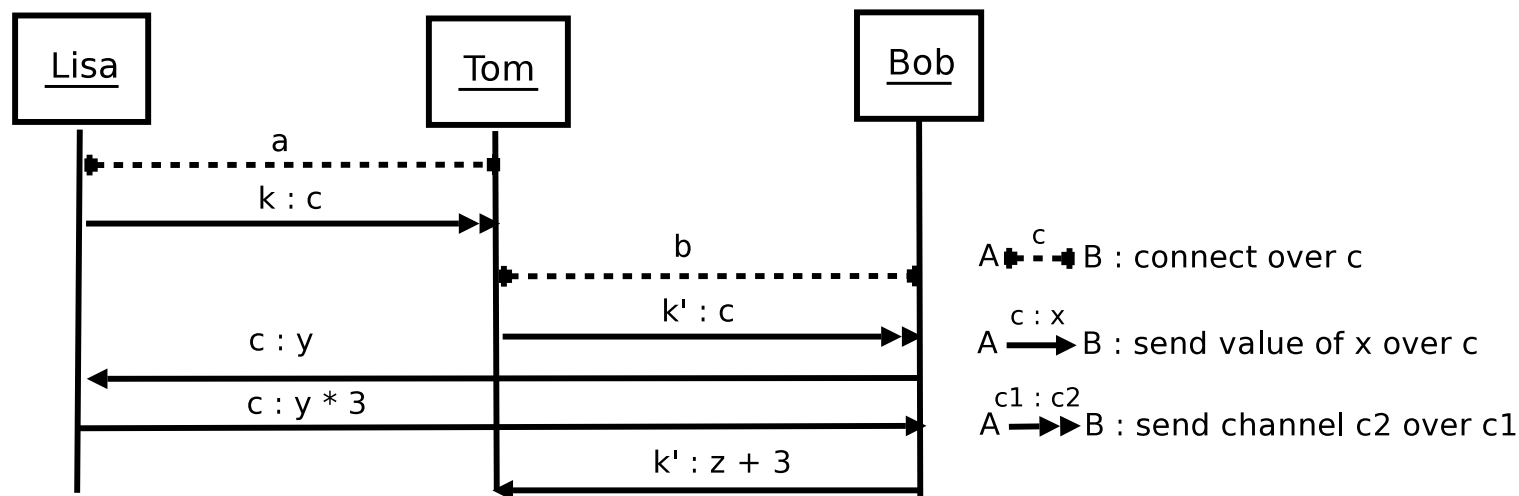 Lisa
Tom
Bob
a
k : c
b
k' : c
c : y
c : y * 3
k' : z + 3
c
A B : connect over c
c : x
A B : send value of x over c
c1 : c2
A B : send channel c2 over c1